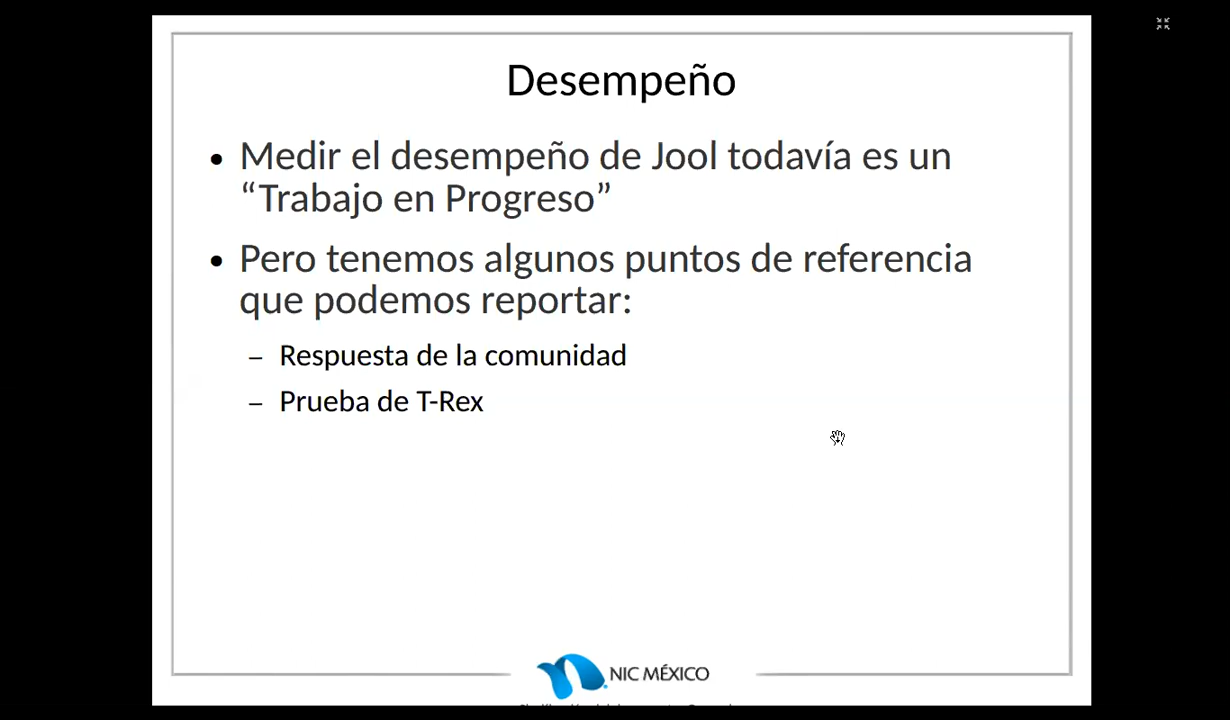 Desempeño
• Medir el desempeño de Jool todavía es un
“Trabajo en Progreso”
• Pero tenemos algunos puntos de referencia
que podemos reportar:
– Respuesta de la comunidad
– Prueba de T-Rex
NIC MÉXICO